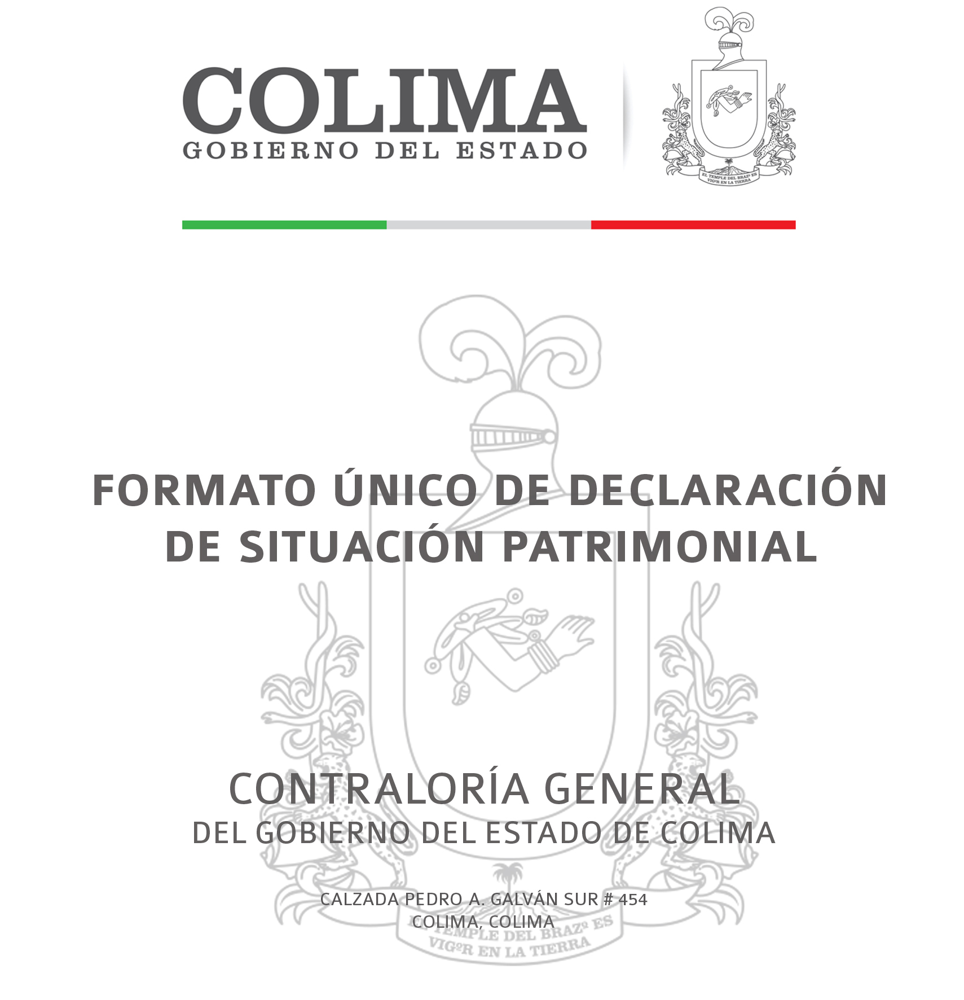 COLIMA
GOBIERNO DEL ESTADO
EL TEMPLE DEL BRAZº ES
VIGºR EN LA TIERRA
FORMATO ÚNICO DE DECLARACIÓN
DE SITUACIÓN PATRIMONIAL
CONTRALORÍA GENERAL
DEL GOBIERNO DEL ESTADO DE COLIMA
CALZADA PEDRO A. GALVÁN SUR # 454
COLIMA, COLIMA
EL TEMPLE DEL BRAZº ES
VIGºR EN LA TIERRA